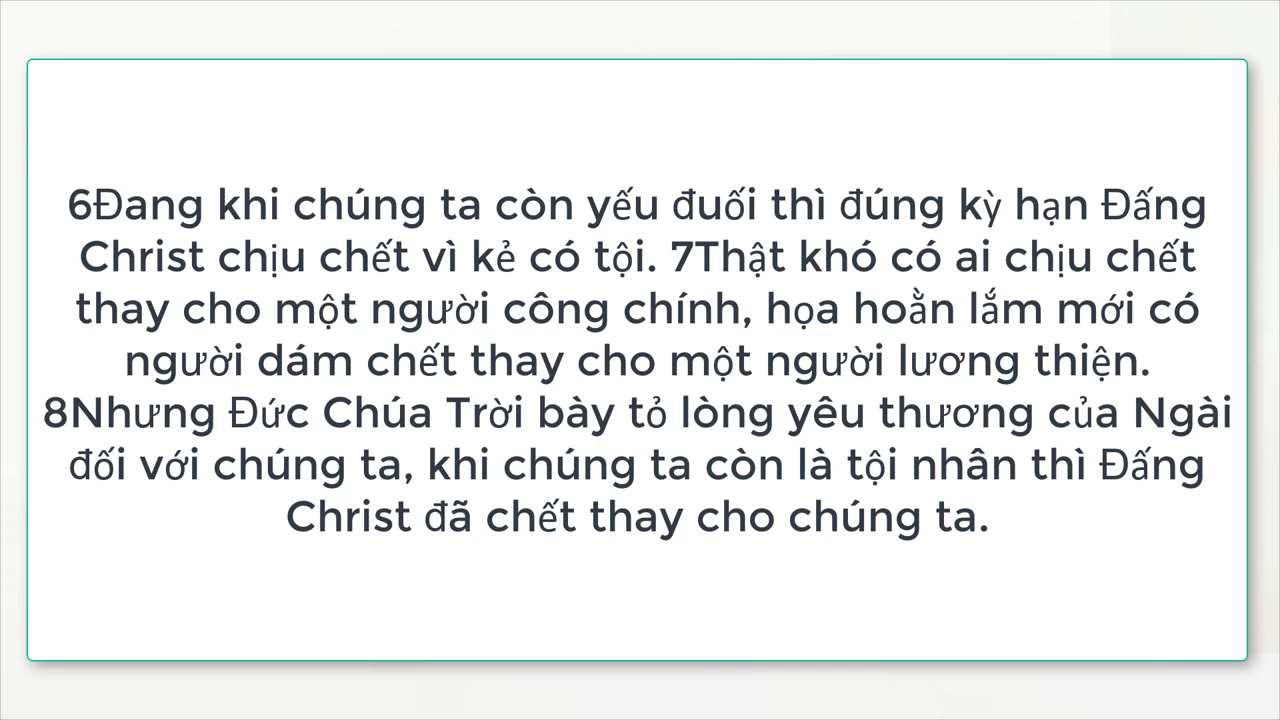 6Đang khi chúng ta còn yếu đuối thì đúng kỳ hạn Đấng
Christ chịu chết vì kẻ có tội. 7Thật khó có ai chịu chết
thay cho một người công chính, họa hoằn lắm mới có
người dám chết thay cho một người lương thiện.
8Nhưng Đức Chúa Trời bày tỏ lòng yêu thương của Ngài
đối với chúng ta, khi chúng ta còn là tội nhân thì Đấng
Christ đã chết thay cho chúng ta.